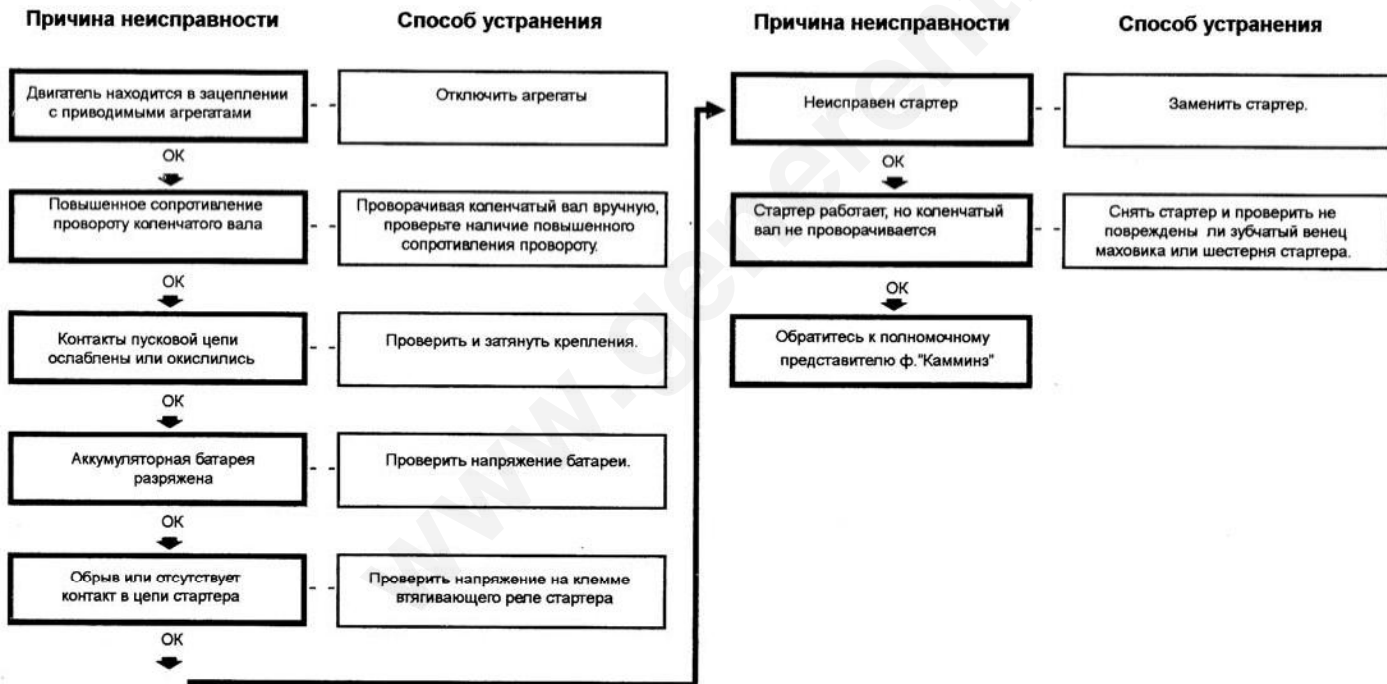 Причина неисправности
Способ устранения
Двигатель находится в зацеплении
с приводимыми агрегатами
Отключить агрегаты
ОК
Повышенное сопротивление
провороту коленчатого вала
Проворачивая коленчатый вал вручную,
проверьте наличие повышенного
сопротивления провороту.
ОК
Контакты пусковой цепи
ослаблены или окислились
Проверить и затянуть крепления.
ОК
Аккумуляторная батарея
разряжена
Проверить напряжение батареи.
ОК
Обрыв или отсутствует
контакт в цепи стартера
Проверить напряжение на клемме
втягивающего реле стартера
ОК
Причина неисправности
Способ устранения
Неисправен стартер
Заменить стартер.
ОК
Стартер работает, но коленчатый
вал не проворачивается
Снять стартер и проверить не
повреждены ли зубчатый венец
маховика или шестерня стартера.
ОК
Обратитесь к полномочному
представителю ф."Камминз"